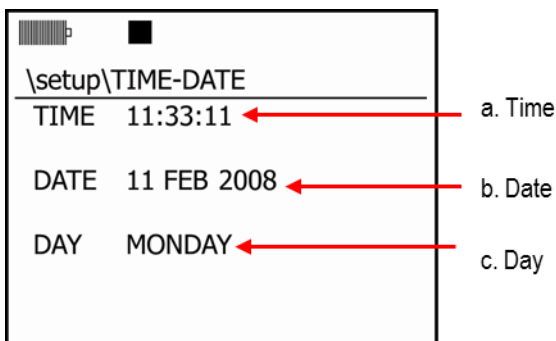 \setup\TIME-DATE
TIME 11:33:11
a. Time
DATE 11 FEB 2008
b. Date
DAY MONDAY
c. Day